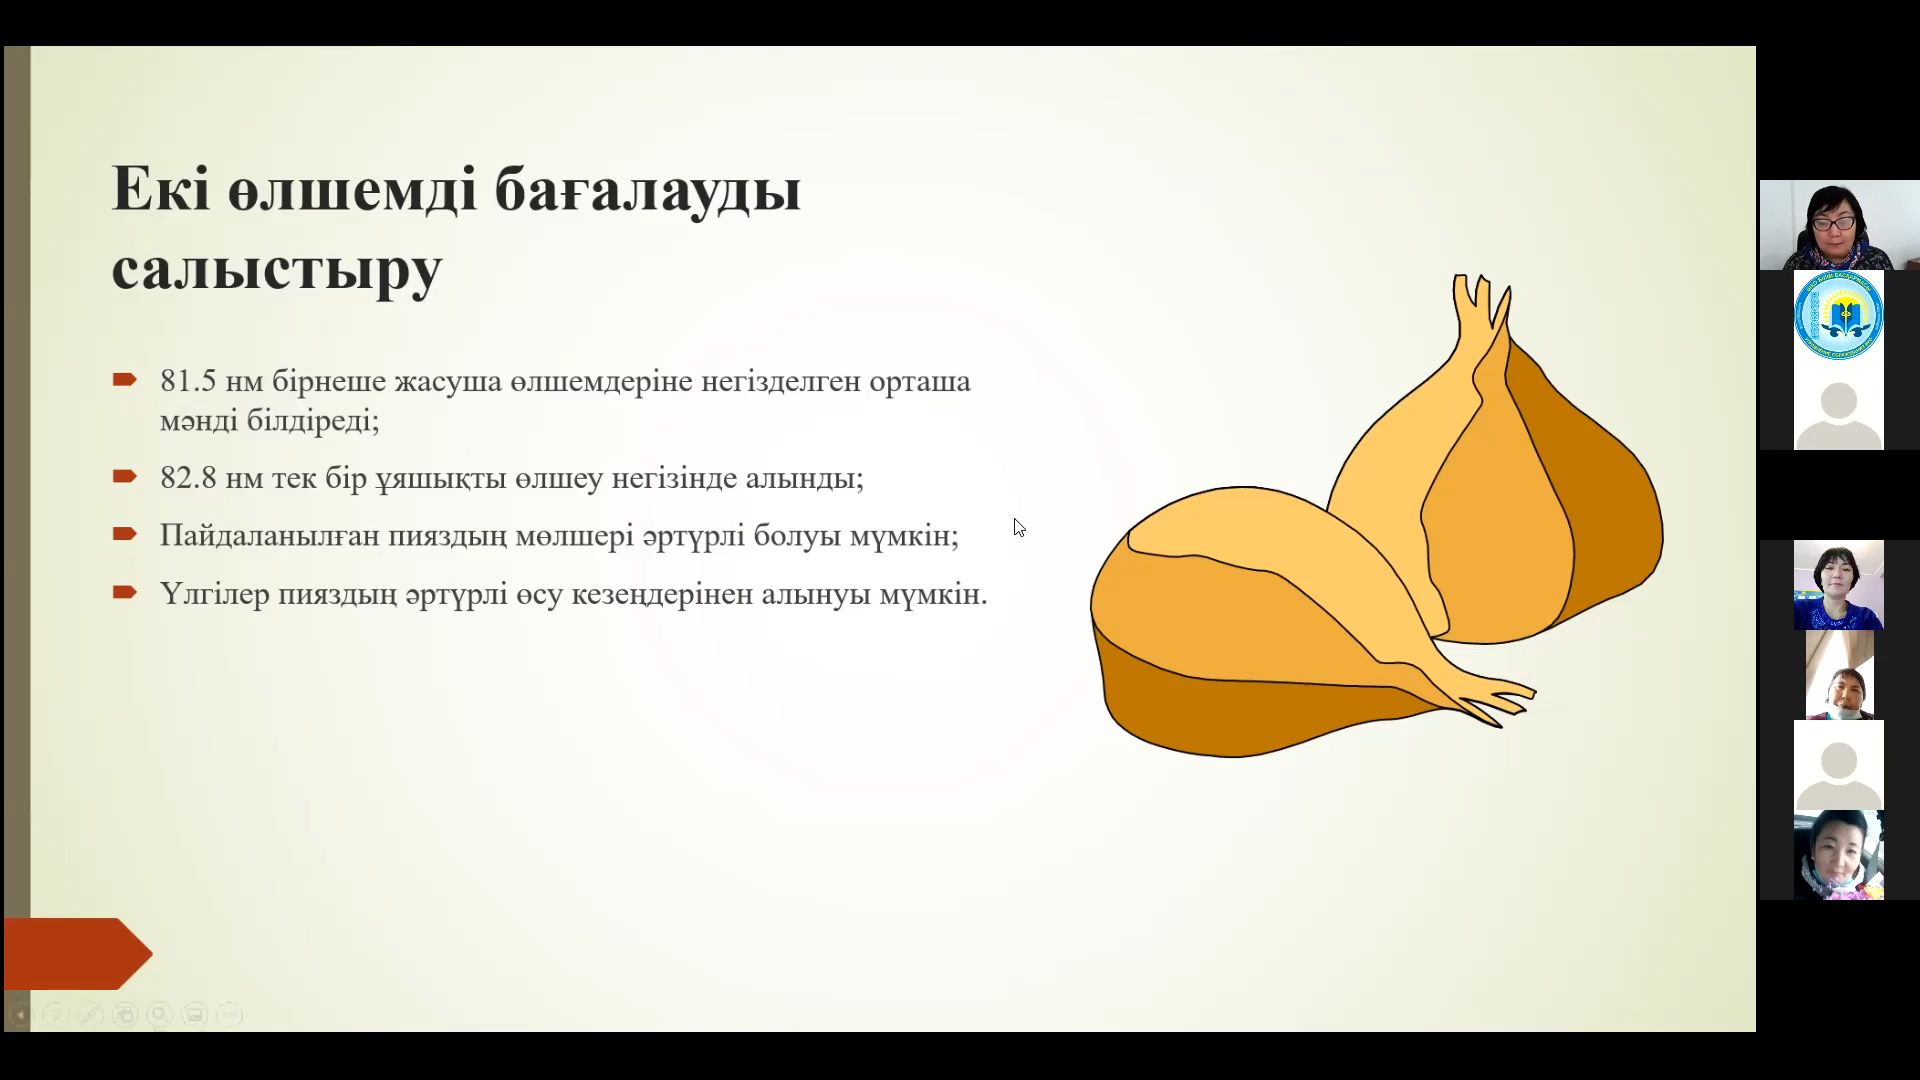 Екі өлшемді бағалауды
салыстыру
81.5 нм бірнеше жасуша өлшемдеріне негізделген орташа
мәнді білдіреді;
82.8 нм тек бір ұяшықты өлшеу негізінде алынды;
Пайдаланылған пияздың мөлшері әртүрлі болуы мүмкін;
Үлгілер пияздың әртүрлі өсу кезеңдерінен алынуы мүмкін.